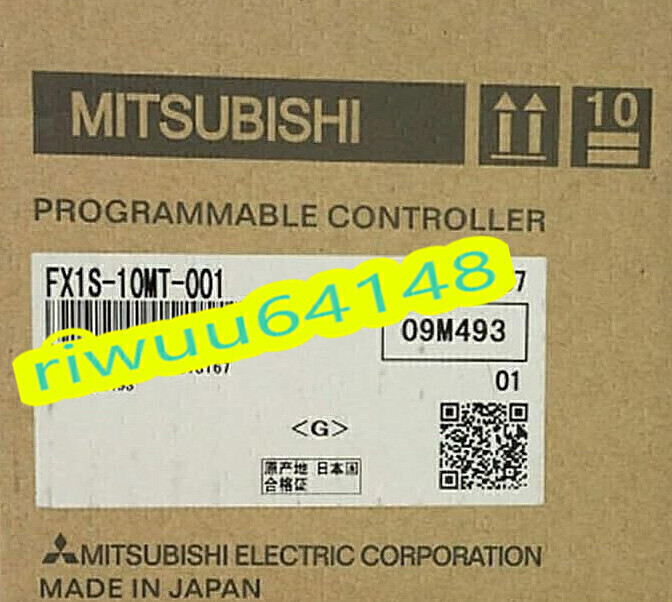 MITSUBISHI
10
PROGRAMMABLE CONTROLLER
FX1S-10MT-001
7
riwuu64148
09M493
01
<G>
原产地 日本国
合格证
MITSUBISHI ELECTRIC CORPORATION
MADE IN JAPAN